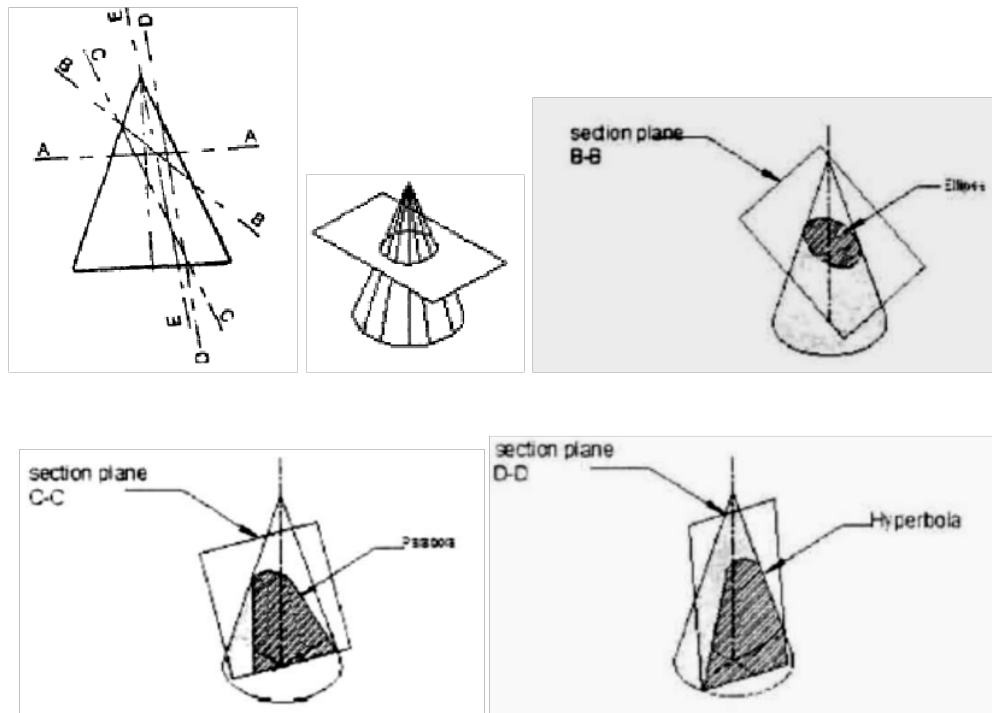 E D
C
B
A A
B
E C
D
section plane
B-B
Ellipse
section plane
C-C
Parabola
section plane
D-D
Hyperbola